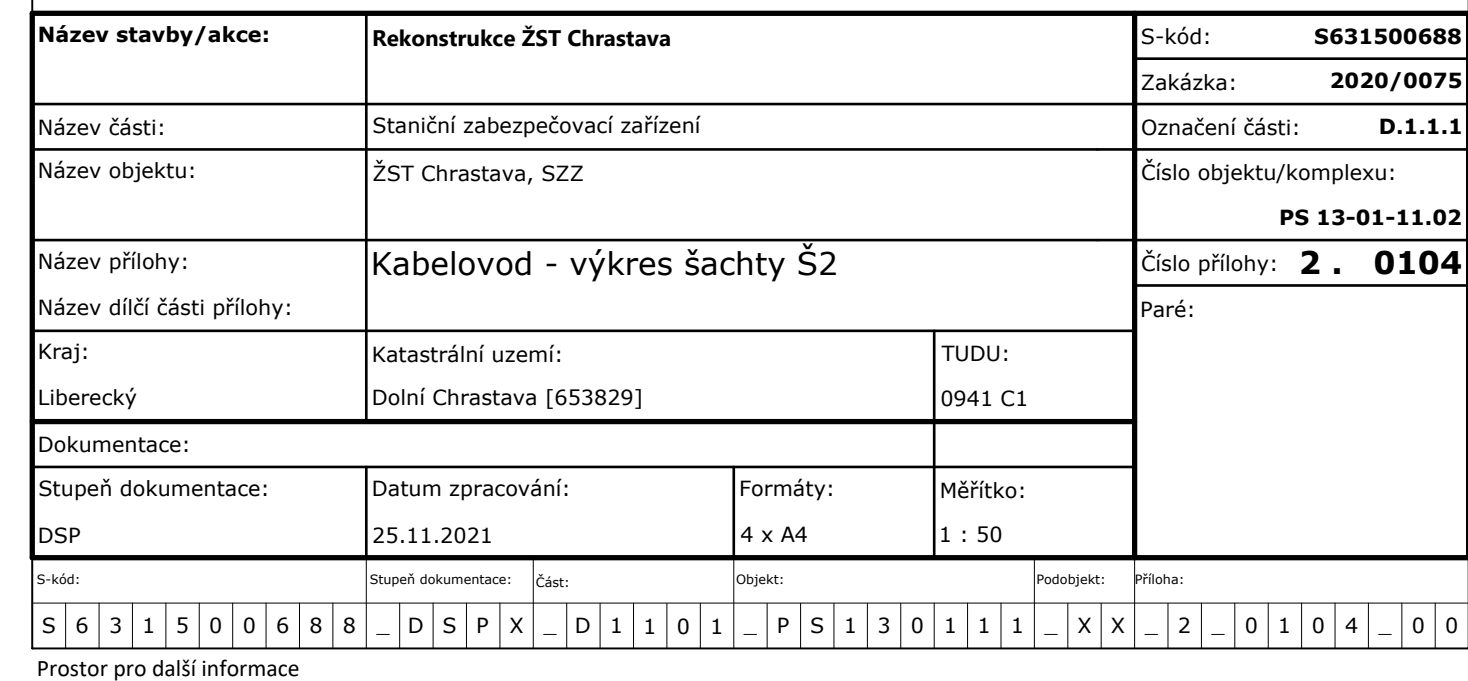 Název stavby/akce: Rekonstrukce ŽST Chrastava S-kód: S631500688
Zakázka: 2020/0075
Název části: Staniční zabezpečovací zařízení Označení části: D.1.1.1
Název objektu: ŽST Chrastava, SZZ Číslo objektu/komplexu:
PS 13-01-11.02
Název přílohy: Kabelovod - výkres šachty Š2 Číslo přílohy: 2 . 0104
Název dílčí části přílohy: Paré:
Kraj: Katastrální uzemí: TUDU:
Liberecký Dolní Chrastava [653829] 0941 C1
Dokumentace:
Stupeň dokumentace: Datum zpracování: Formáty: Měřítko:
DSP 25.11.2021 4 x A4 1 : 50
S-kód: Stupeň dokumentace: Část: Objekt: Podobjekt: Příloha:
S 6 3 1 5 0 0 6 8 8 _ D S P X _ D 1 1 0 1 _ P S 1 3 0 1 1 1 _ X X _ 2 _ 0 1 0 4 _ 0 0
Prostor pro další informace